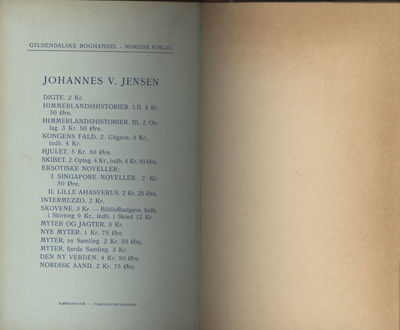 GYLDENDALSKE BOGHANDEL - NORDISK FORLAG
JOHANNES V. JENSEN
DIGTE. 2 Kr.
HIMMERLANDSHISTORIER. I-II. 4 Kr.
50 Øre.
HIMMERLANDSHISTORIER. III. 2. Op-
lag. 3 Kr. 50 Øre.
KONGENS FALD. 2. Udgave. 3 Kr.,
indb. 4 Kr.
HJULET. 5 Kr. 50 Øre.
SKIBET. 2. Oplag. 4 Kr., indb. 4 Kr. 50 Øre.
EKSOTISKE NOVELLER:
I. SINGAPORE-NOVELLER. 2 Kr.
50 Øre.
II. LILLE AHASVERUS. 2 Kr. 25 Øre.
INTERMEZZO. 2 Kr.
SKOVENE. 3 Kr. — Bibliofiludgave. Indb.
i Shirting 9 Kr., indb. i Skind 12 Kr.
MYTER OG JAGTER. 3 Kr.
NYE MYTER. 1 Kr. 75 Øre.
MYTER, ny Samling. 2 Kr. 50 Øre.
MYTER, fjerde Samling. 3 Kr.
DEN NY VERDEN. 4 Kr. 50 Øre.
NORDISK AAND. 2 Kr. 75 Øre.
KJØBENHAVN — FORLAGSTRYKKERIET